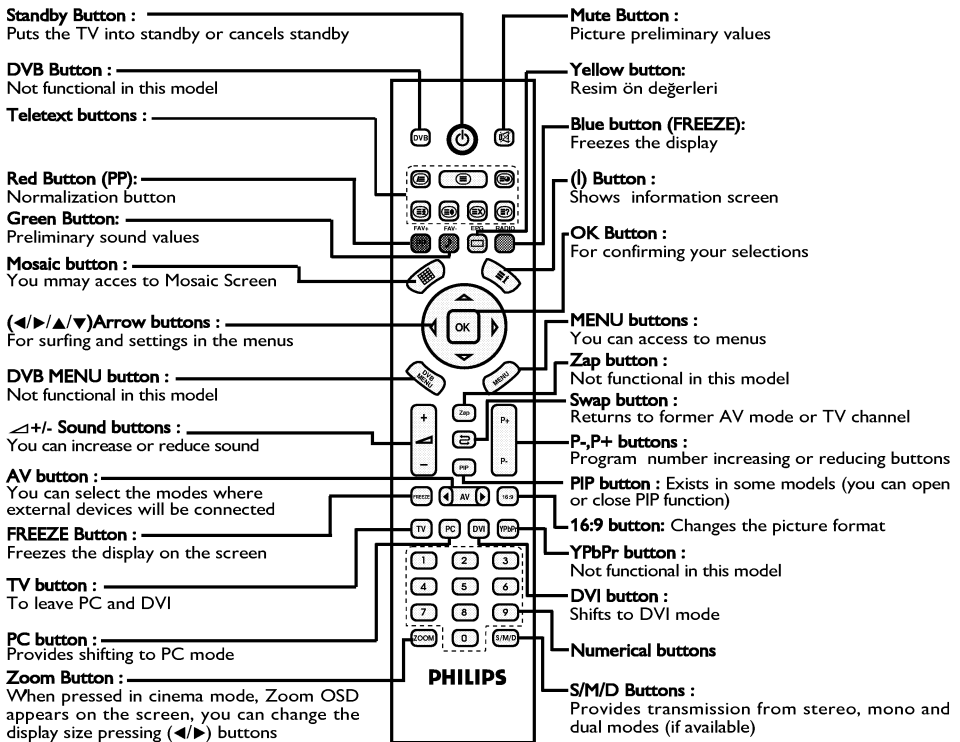 Standby Button :
Puts the TV into standby or cancels standby
DVB Button :
Not functional in this model
Teletext buttons :
Red Button (PP):
Normalization button
Green Button:
Preliminary sound values
Mosaic button :
You mmay acces to Mosaic Screen
(◄/►/▲/▼)Arrow buttons :
For surfing and settings in the menus
DVB MENU button :
Not functional in this model
+/- Sound buttons :
You can increase or reduce sound
AV button :
You can select the modes where
external devices will be connected
FREEZE Button :
Freezes the display on the screen
TV button :
To leave PC and DVI
PC button :
Provides shifting to PC mode
Zoom Button :
When pressed in cinema mode, Zoom OSD
appears on the screen, you can change the
display size pressing (◄/►) buttons
DVB
FAV+ FAV- EPG RADIO
PP
OK
DVB MENU
MENU
+
Zap
P+
-
PIP
P-
FREEZE
AV
16:9
TV PC DVI YPbPr
1 2 3
4 5 6
7 8 9
ZOOM 0 S/M/D
PHILIPS
Mute Button :
Picture preliminary values
Yellow button:
Resim ön değerleri
Blue button (FREEZE):
Freezes the display
(i) Button :
Shows information screen
OK Button :
For confirming your selections
MENU buttons :
You can access to menus
Zap button :
Not functional in this model
Swap button :
Returns to former AV mode or TV channel
P-,P+ buttons :
Program number increasing or reducing buttons
PIP button : Exists in some models (you can open
or close PIP function)
16:9 button: Changes the picture format
YPbPr button :
Not functional in this model
DVI button :
Shifts to DVI mode
Numerical buttons
S/M/D Buttons :
Provides transmission from stereo, mono and
dual modes (if available)